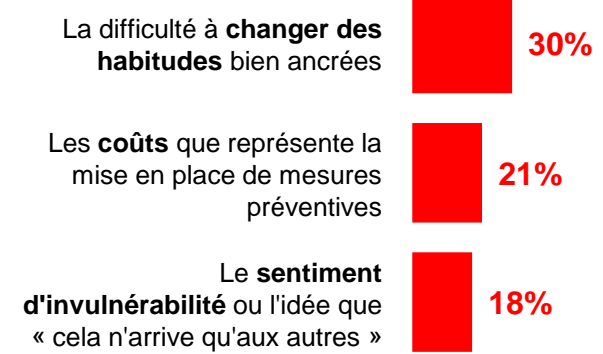 La difficulté à changer des
habitudes bien ancrées
30%
Les coûts que représente la
mise en place de mesures
préventives
21%
Le sentiment
d'invulnérabilité ou l'idée que
« cela n'arrive qu'aux autres »
18%